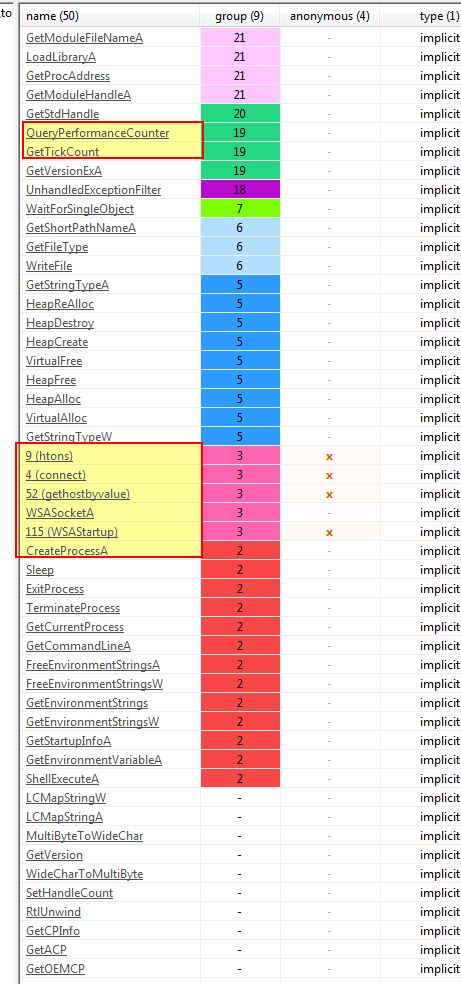 _to
name (50) group (9) anonymous (4) type (1)
GetModuleFileNameA 21 - implicit
LoadLibraryA 21 - implicit
GetProcAddress 21 - implicit
GetModuleHandleA 21 - implicit
GetStdHandle 20 - implicit
QueryPerformanceCounter 19 - implicit
GetTickCount 19 - implicit
GetVersionExA 19 - implicit
UnhandledExceptionFilter 18 - implicit
WaitForSingleObject 7 - implicit
GetShortPathNameA 6 - implicit
GetFileType 6 - implicit
WriteFile 6 - implicit
GetStringTypeA 5 - implicit
HeapReAlloc 5 - implicit
HeapDestroy 5 - implicit
HeapCreate 5 - implicit
VirtualFree 5 - implicit
HeapFree 5 - implicit
HeapAlloc 5 - implicit
VirtualAlloc 5 - implicit
GetStringTypeW 5 - implicit
9 (htons) 3 x implicit
4 (connect) 3 x implicit
52 (gethostbyvalue) 3 x implicit
WSASocketA 3 - implicit
115 (WSAStartup) 3 x implicit
CreateProcessA 2 - implicit
Sleep 2 - implicit
ExitProcess 2 - implicit
TerminateProcess 2 - implicit
GetCurrentProcess 2 - implicit
GetCommandLineA 2 - implicit
FreeEnvironmentStringsA 2 - implicit
FreeEnvironmentStringsW 2 - implicit
GetEnvironmentStrings 2 - implicit
GetEnvironmentStringsW 2 - implicit
GetStartupInfoA 2 - implicit
GetEnvironmentVariableA 2 - implicit
ShellExecuteA 2 - implicit
LCMapStringW - - implicit
LCMapStringA - - implicit
MultiByteToWideChar - - implicit
GetVersion - - implicit
WideCharToMultiByte - - implicit
SetHandleCount - - implicit
RtlUnwind - - implicit
GetCPInfo - - implicit
GetACP - - implicit
GetOEMCP - - implicit